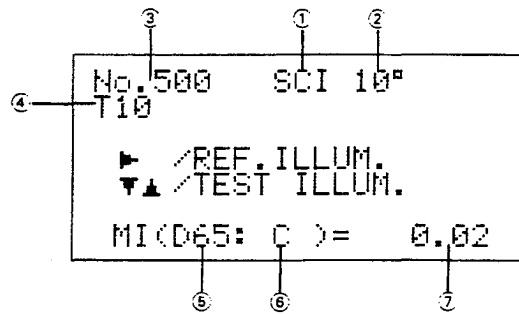 ③ ① ②
No.500 SCI 10°
④ T10
/REF.ILLUM.
/TEST ILLUM.
MI(D65: C )= 0.02
⑤ ⑥ ⑦